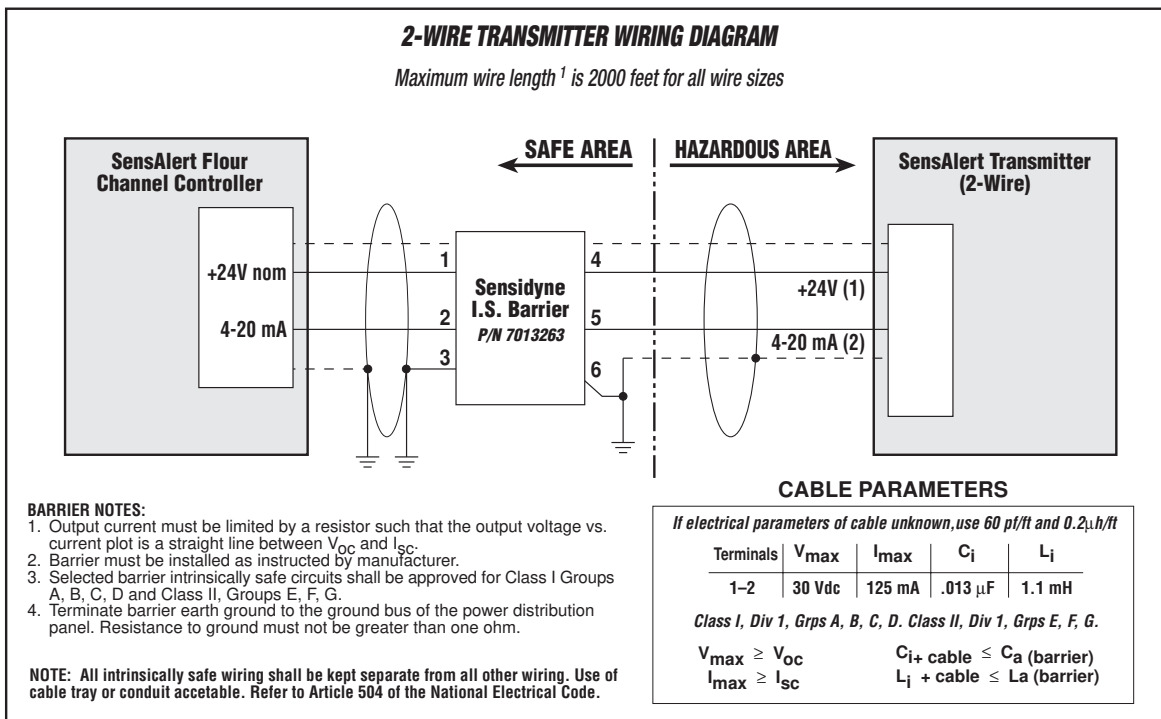 2-WIRE TRANSMITTER WIRING DIAGRAM
Maximum wire length 1 is 2000 feet for all wire sizes
SAFE AREA
HAZARDOUS AREA
SensAlert Flour
Channel Controller
+24V nom
4-20 mA
1
2
3
Sensidyne
I.S. Barrier
P/N 7013263
4
5
6
SensAlert Transmitter
(2-Wire)
+24V (1)
4-20 mA (2)
BARRIER NOTES:
1. Output current must be limited by a resistor such that the output voltage vs.
current plot is a straight line between VOC and ISC.
2. Barrier must be installed as instructed by manufacturer.
3. Selected barrier intrinsically safe circuits shall be approved for Class I Groups
A, B, C, D and Class II, Groups E, F, G.
4. Terminate barrier earth ground to the ground bus of the power distribution
panel. Resistance to ground must not be greater than one ohm.
NOTE: All intrinsically safe wiring shall be kept separate from all other wiring. Use of
cable tray or conduit accetable. Refer to Article 504 of the National Electrical Code.
CABLE PARAMETERS
If electrical parameters of cable unknown,use 60 pf/ft and 0.2μh/ft
Terminals Vmax Imax Ci Li
1–2 30 Vdc 125 mA .013 μF 1.1 mH
Class I, Div 1, Grps A, B, C, D. Class II, Div 1, Grps E, F, G.
Vmax ≥ VOC Ci+ cable ≤ Ca (barrier)
Imax ≥ ISC Li + cable ≤ La (barrier)